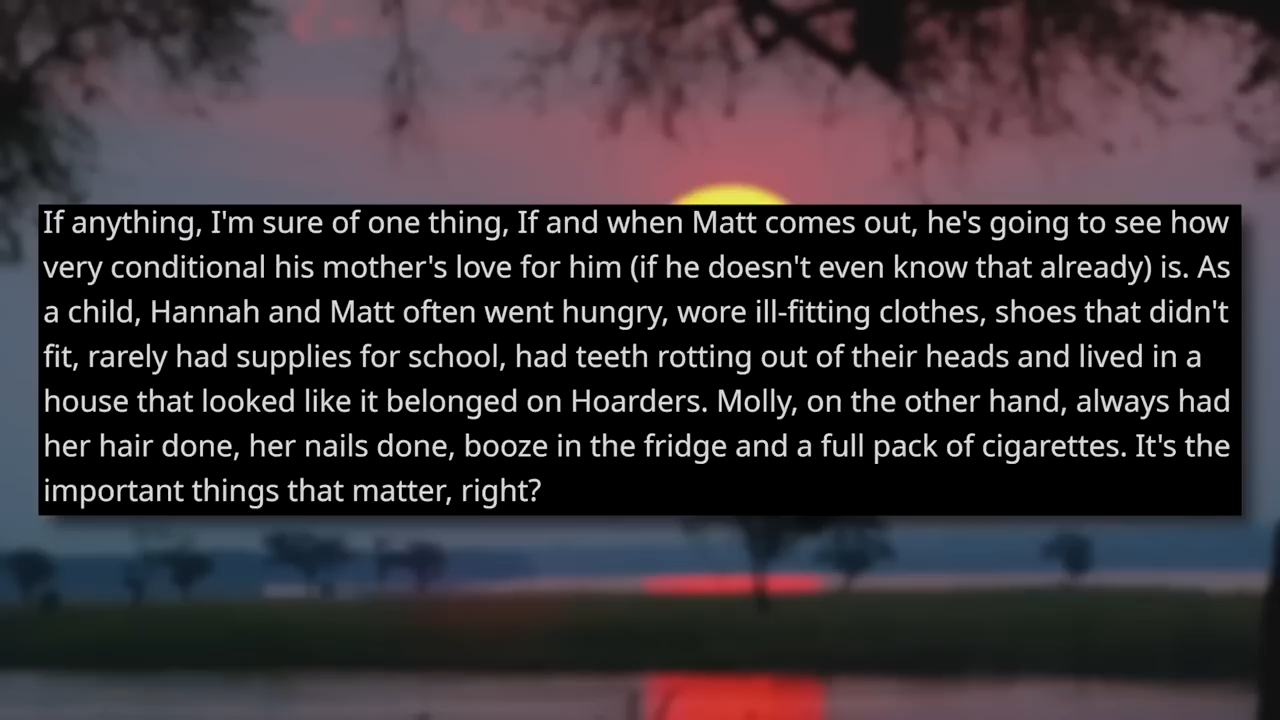 If anything, I'm sure of one thing, If and when Matt comes out, he's going to see how
very conditional his mother's love for him (if he doesn't even know that already) is. As
a child, Hannah and Matt often went hungry, wore ill-fitting clothes, shoes that didn't
fit, rarely had supplies for school, had teeth rotting out of their heads and lived in a
house that looked like it belonged on Hoarders. Molly, on the other hand, always had
her hair done, her nails done, booze in the fridge and a full pack of cigarettes. It's the
important things that matter, right?